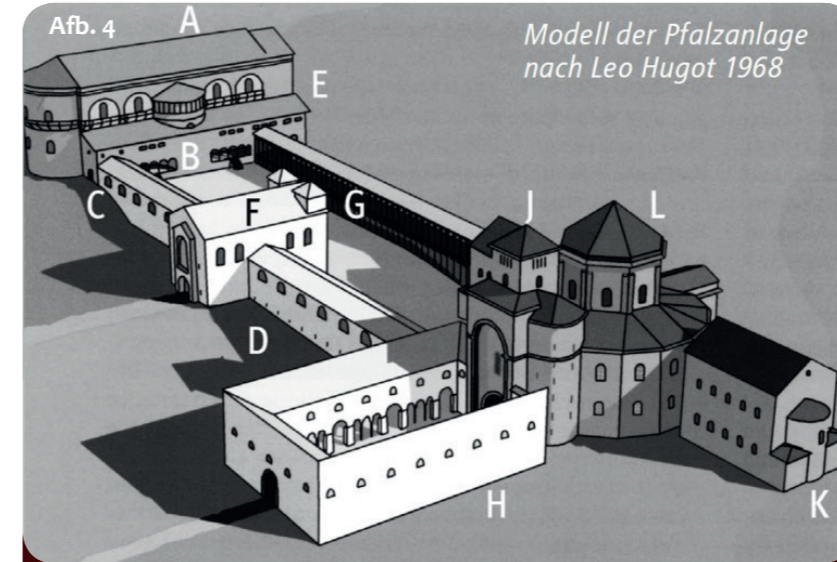 Afb. 4
Modell der Pfalzanlage
nach Leo Hugot 1968
A
E
B
C
F
G
J
L
D
H
K